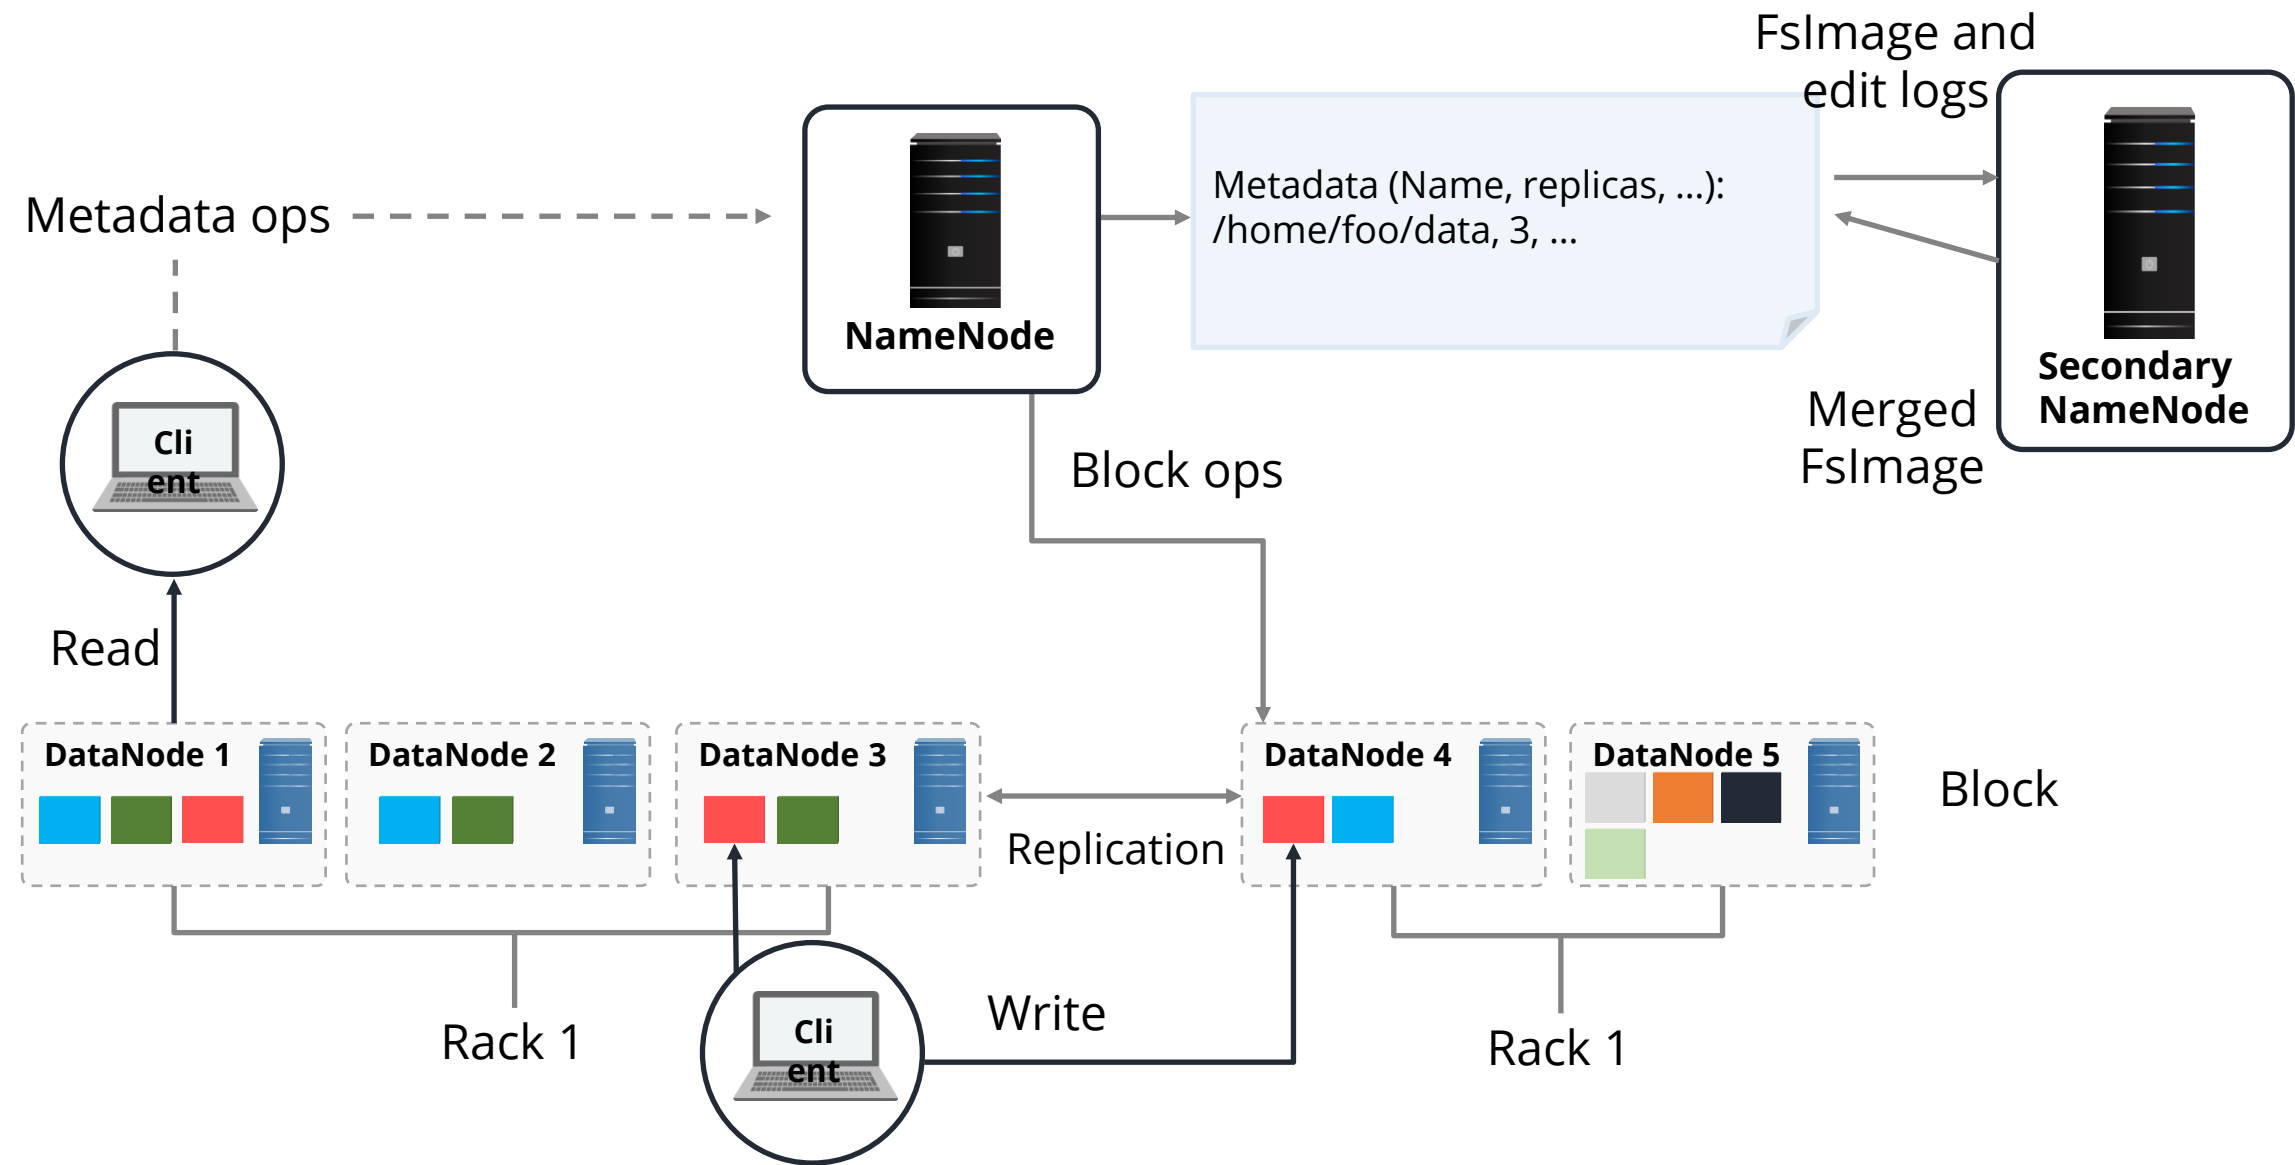 FsImage and
edit logs
Metadata (Name, replicas, ...):
/home/foo/data, 3, ...
Metadata ops
NameNode
Secondary
NameNode
Merged
FsImage
Block ops
Cli
ent
Read
DataNode 1
DataNode 2
DataNode 3
DataNode 4
DataNode 5
Block
Replication
Write
Cli
ent
Rack 1
Rack 1